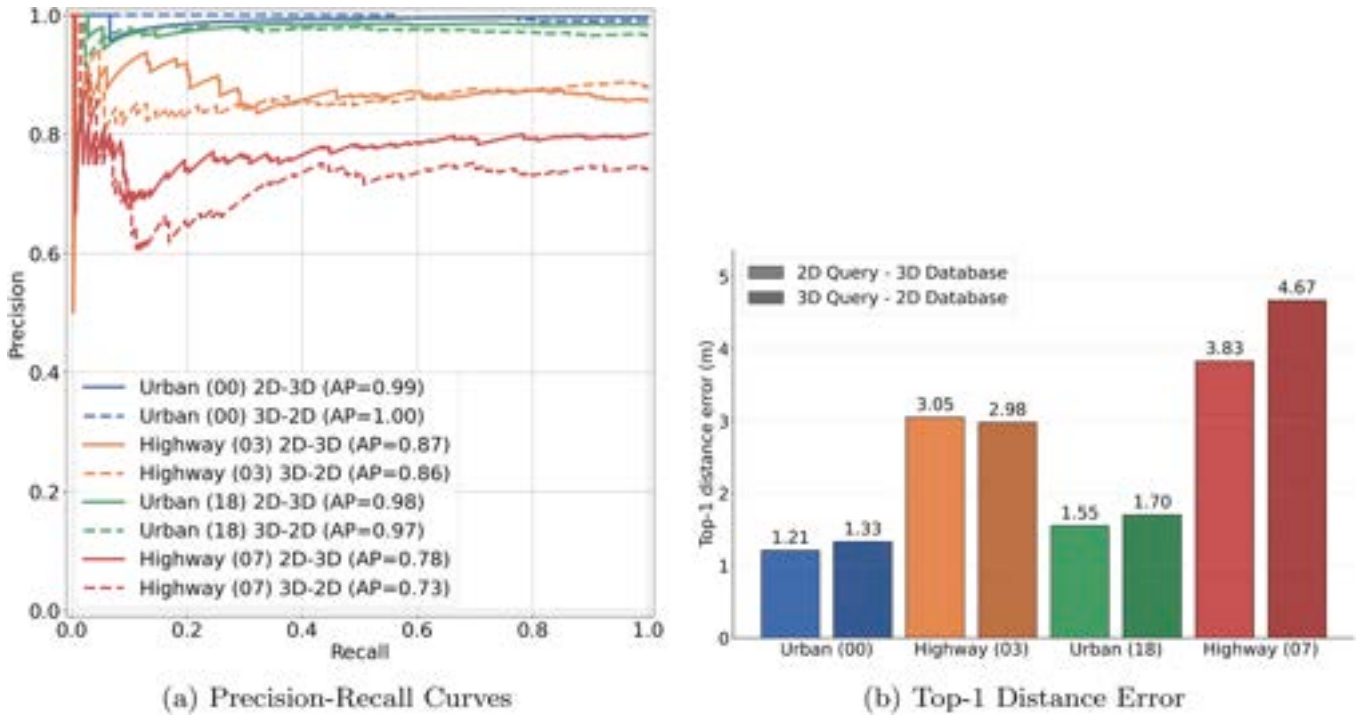 1.0
0.8
0.6
0.4
0.2
0.0
Precision
Urban (00) 2D-3D (AP=0.99)
Urban (00) 3D-2D (AP=1.00)
Highway (03) 2D-3D (AP=0.87)
Highway (03) 3D-2D (AP=0.86)
Urban (18) 2D-3D (AP=0.98)
Urban (18) 3D-2D (AP=0.97)
Highway (07) 2D-3D (AP=0.78)
Highway (07) 3D-2D (AP=0.73)
0.0 0.2 0.4 0.6 0.8 1.0
Recall
(a) Precision-Recall Curves
2D Query - 3D Database
3D Query - 2D Database
Top-1 distance error (m)
5
4
3
2
1
0
1.21 1.33 3.05 2.98 1.55 1.70 3.83 4.67
Urban (00) Highway (03) Urban (18) Highway (07)
(b) Top-1 Distance Error